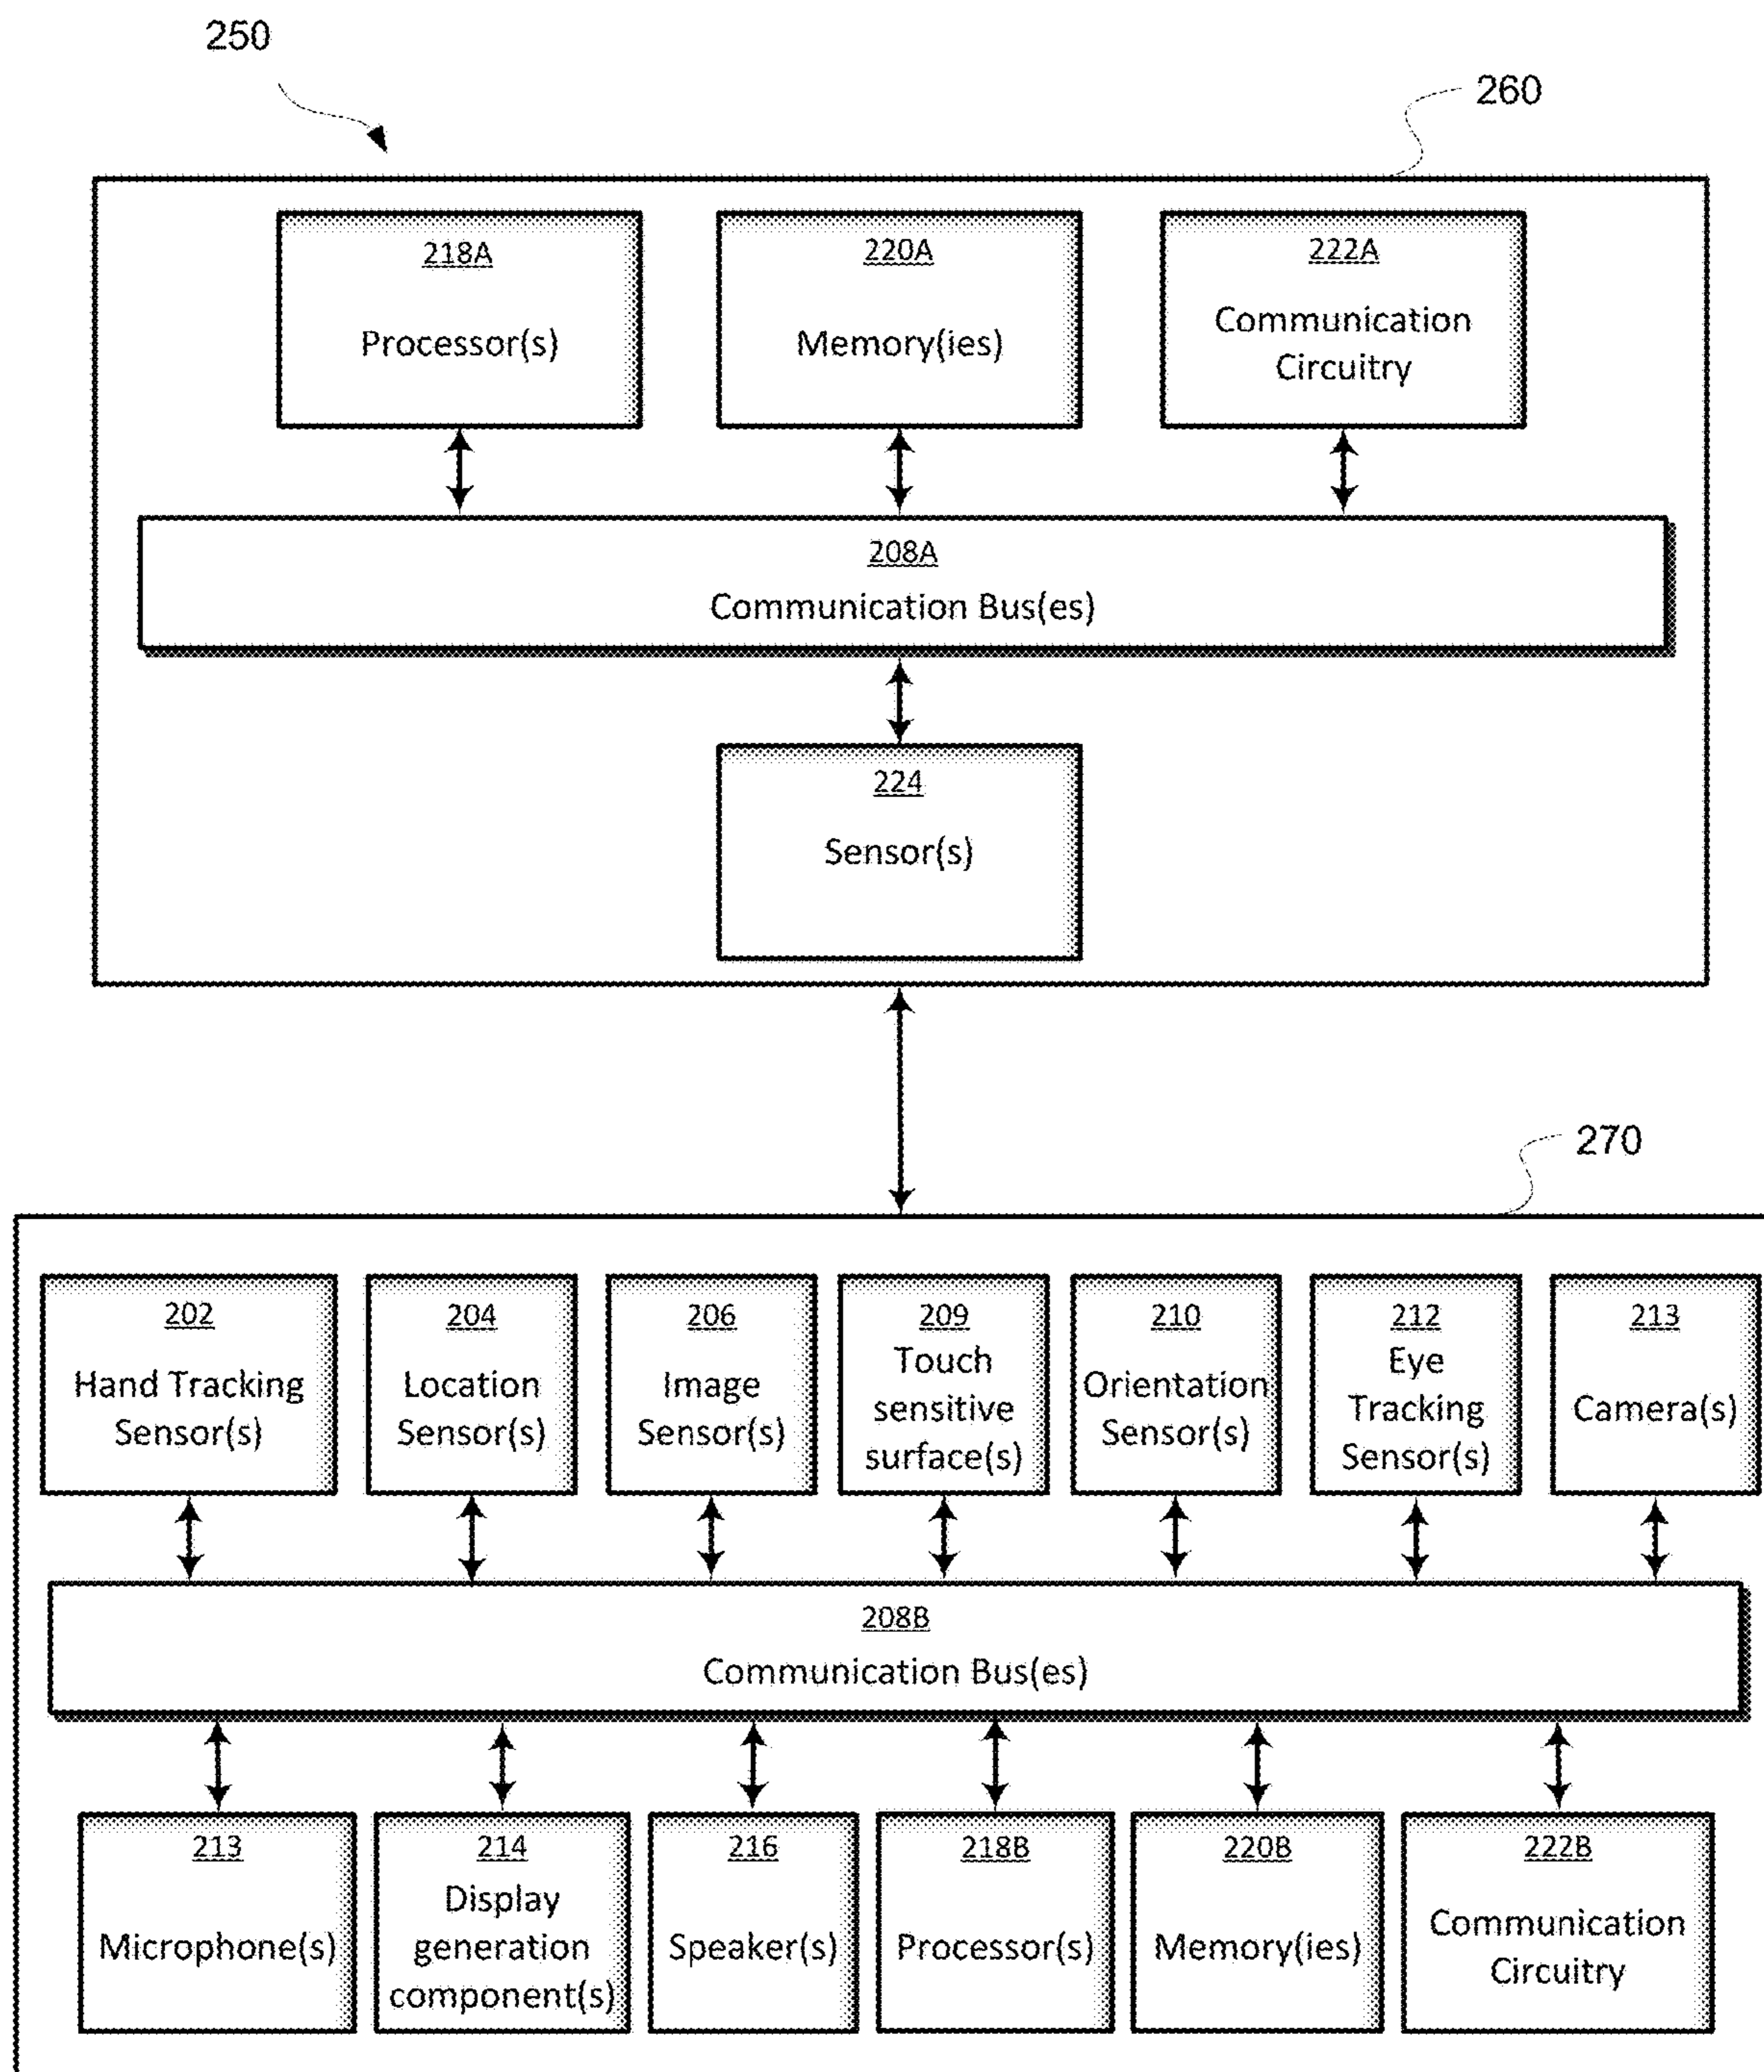 250
260
218A
Processor(s)
220A
Memory(ies)
222A
Communication
Circuitry
208A
Communication Bus(es)
224
Sensor(s)
270
202
Hand Tracking
Sensor(s)
204
Location
Sensor(s)
206
Image
Sensor(s)
209
Touch
sensitive
surface(s)
210
Orientation
Sensor(s)
212
Eye
Tracking
Sensor(s)
213
Camera(s)
208B
Communication Bus(es)
213
Microphone(s)
214
Display
generation
component(s)
216
Speaker(s)
218B
Processor(s)
220B
Memory(ies)
222B
Communication
Circuitry